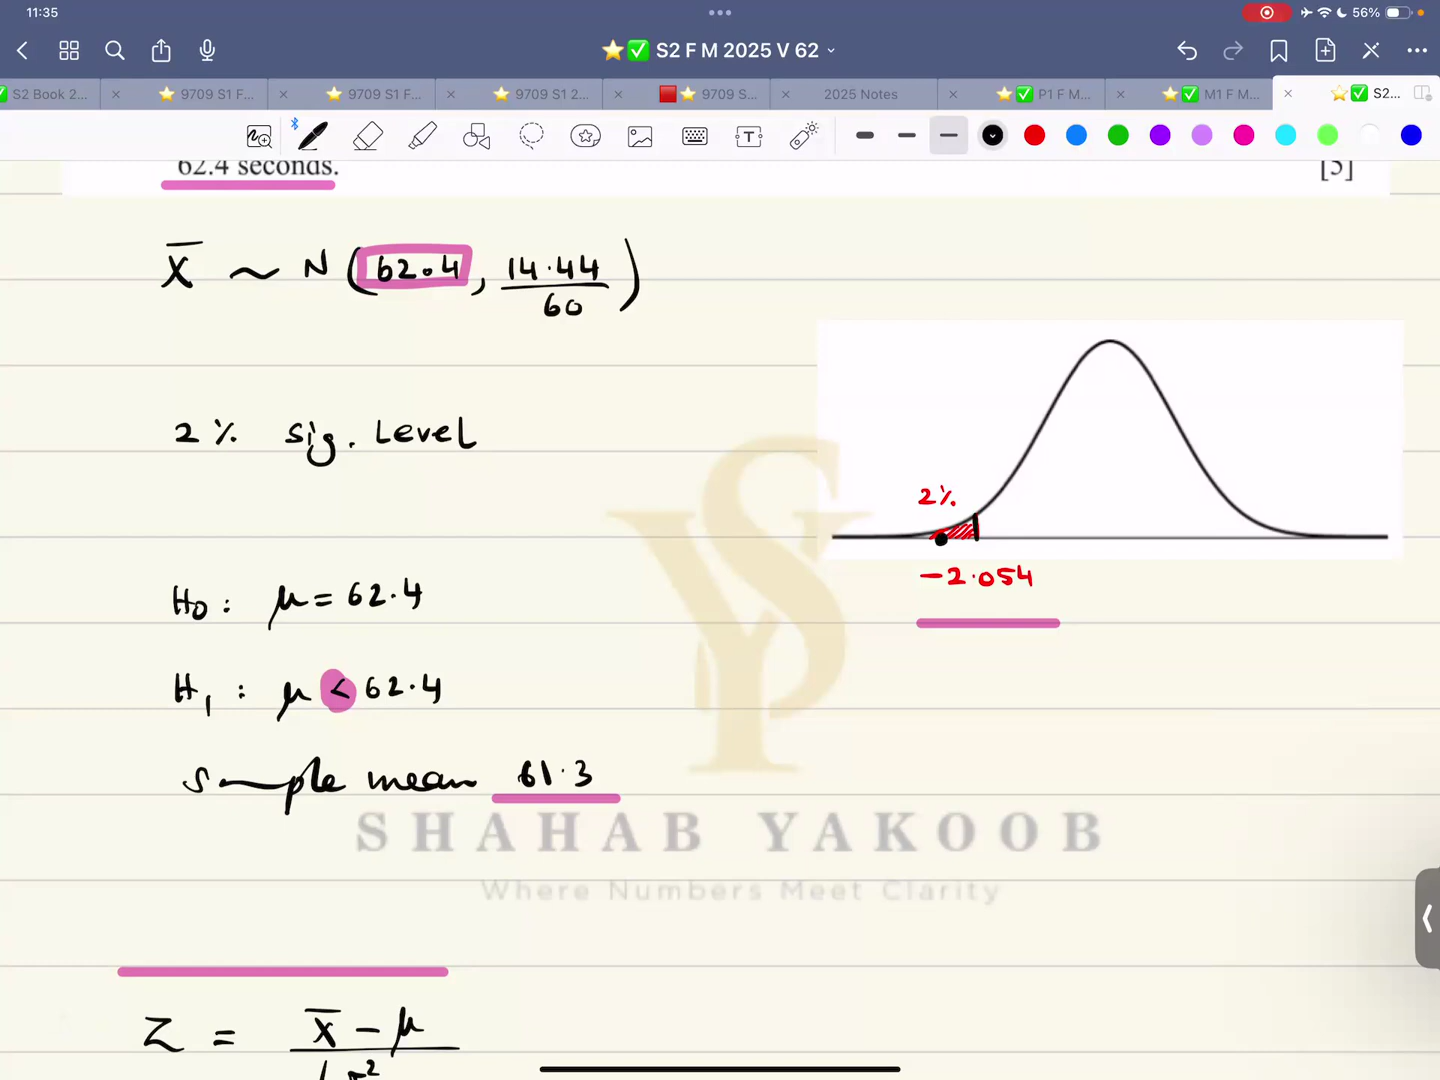 11:35
56%
S2 F M 2025 V 62
S2 Book 2...
9709 S1 F...
9709 S1 F...
9709 S1 2...
9709 S...
2025 Notes
P1 F M...
M1 F M...
S2...
62.4 seconds. [5]
X̄ ~ N (62.4, 14.44/60)
2% sig. Level
2%
-2.054
H₀ : μ = 62.4
H₁ : μ < 62.4
Sample mean 61.3
SHAHAB YAKOOB
Where Numbers Meet Clarity
Z = X̄ - μ